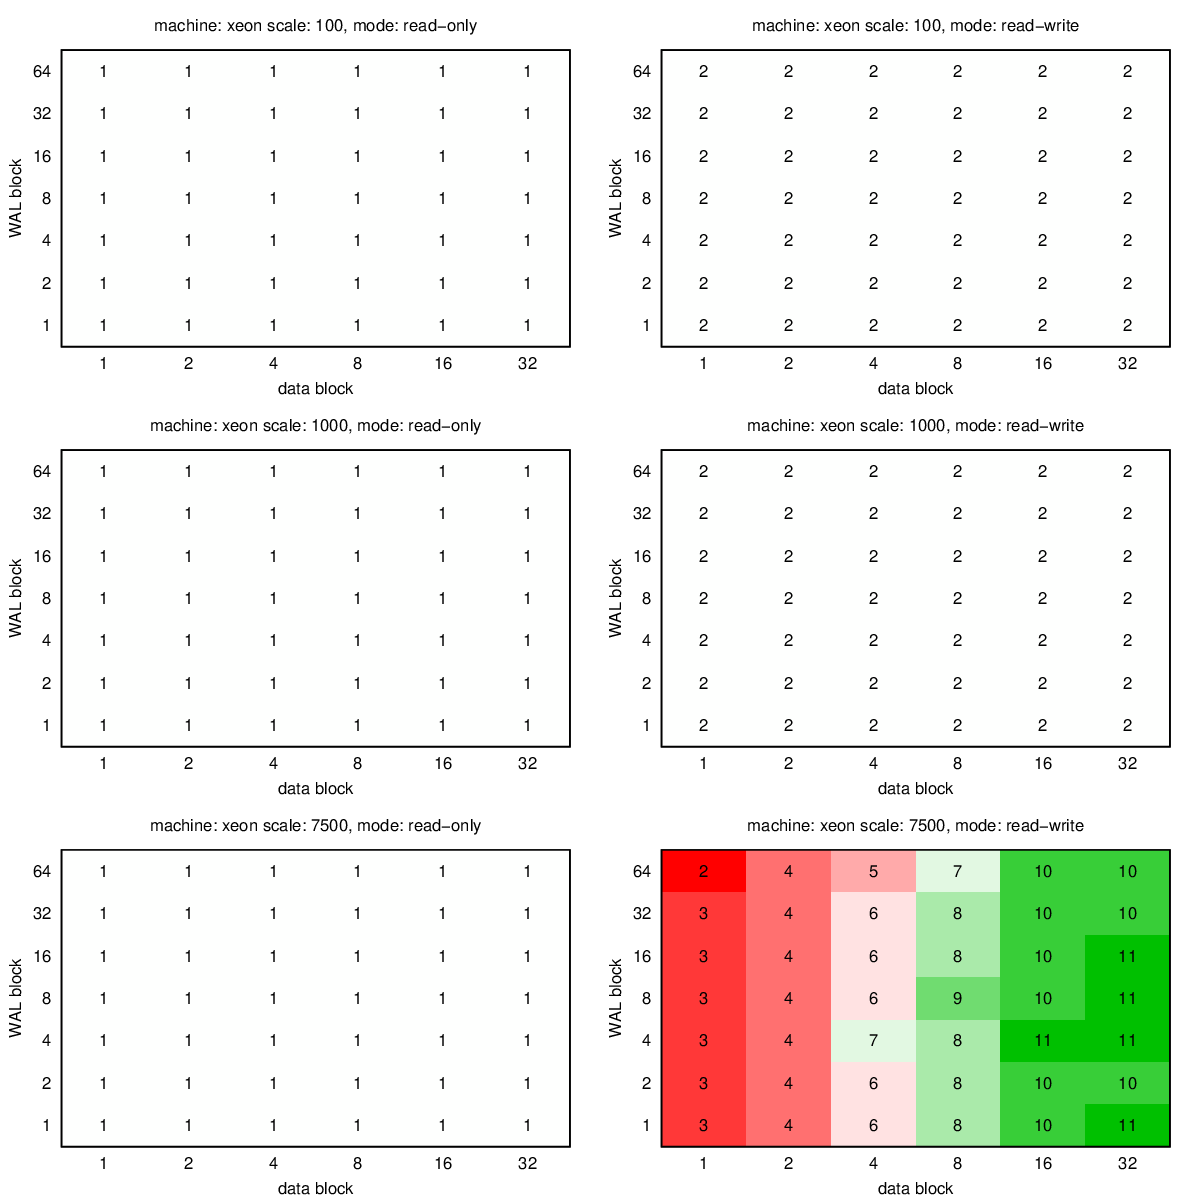 machine: xeon scale: 100, mode: read−only
64 1 1 1 1 1 1
32 1 1 1 1 1 1
16 1 1 1 1 1 1
8 1 1 1 1 1 1
4 1 1 1 1 1 1
2 1 1 1 1 1 1
1 1 1 1 1 1 1
WAL block
1 2 4 8 16 32
data block
machine: xeon scale: 100, mode: read−write
64 2 2 2 2 2 2
32 2 2 2 2 2 2
16 2 2 2 2 2 2
8 2 2 2 2 2 2
4 2 2 2 2 2 2
2 2 2 2 2 2 2
1 2 2 2 2 2 2
WAL block
1 2 4 8 16 32
data block
machine: xeon scale: 1000, mode: read−only
64 1 1 1 1 1 1
32 1 1 1 1 1 1
16 1 1 1 1 1 1
8 1 1 1 1 1 1
4 1 1 1 1 1 1
2 1 1 1 1 1 1
1 1 1 1 1 1 1
WAL block
1 2 4 8 16 32
data block
machine: xeon scale: 1000, mode: read−write
64 2 2 2 2 2 2
32 2 2 2 2 2 2
16 2 2 2 2 2 2
8 2 2 2 2 2 2
4 2 2 2 2 2 2
2 2 2 2 2 2 2
1 2 2 2 2 2 2
WAL block
1 2 4 8 16 32
data block
machine: xeon scale: 7500, mode: read−only
64 1 1 1 1 1 1
32 1 1 1 1 1 1
16 1 1 1 1 1 1
8 1 1 1 1 1 1
4 1 1 1 1 1 1
2 1 1 1 1 1 1
1 1 1 1 1 1 1
WAL block
1 2 4 8 16 32
data block
machine: xeon scale: 7500, mode: read−write
64 2 4 5 7 10 10
32 3 4 6 8 10 10
16 3 4 6 8 10 11
8 3 4 6 9 10 11
4 3 4 7 8 11 11
2 3 4 6 8 10 10
1 3 4 6 8 10 11
WAL block
1 2 4 8 16 32
data block